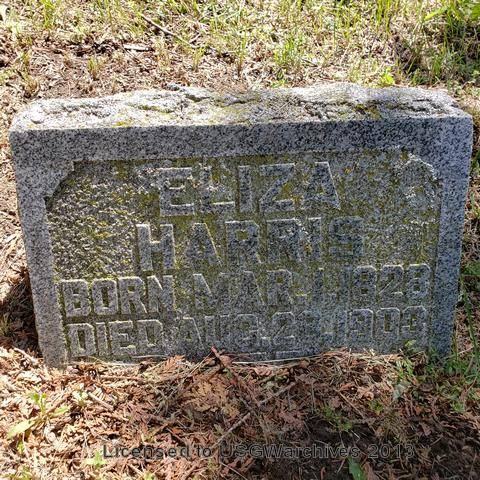 ELIZA
HARRIS
BORN MAR. 1, 1828
DIED AUG. 1903
Licensed to USGWarchives 2013